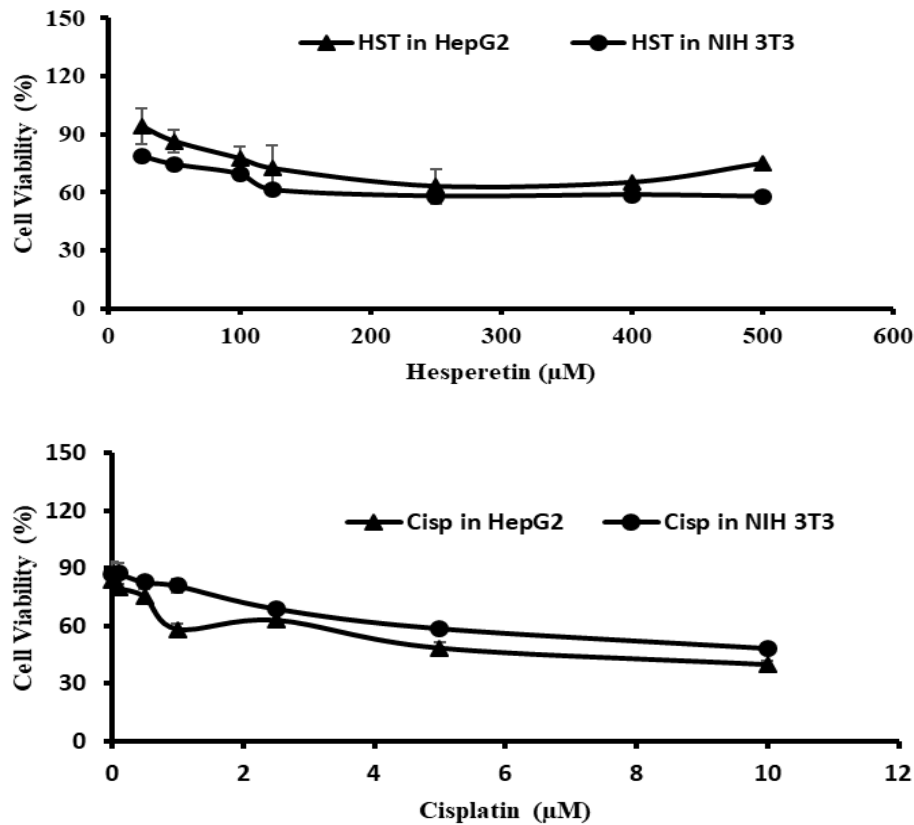 150
120
90
60
30
0
Cell Viability (%)
HST in HepG2
HST in NIH 3T3
0 100 200 300 400 500 600
Hesperetin (μM)
150
120
90
60
30
0
Cell Viability (%)
Cisp in HepG2
Cisp in NIH 3T3
0 2 4 6 8 10 12
Cisplatin (μM)